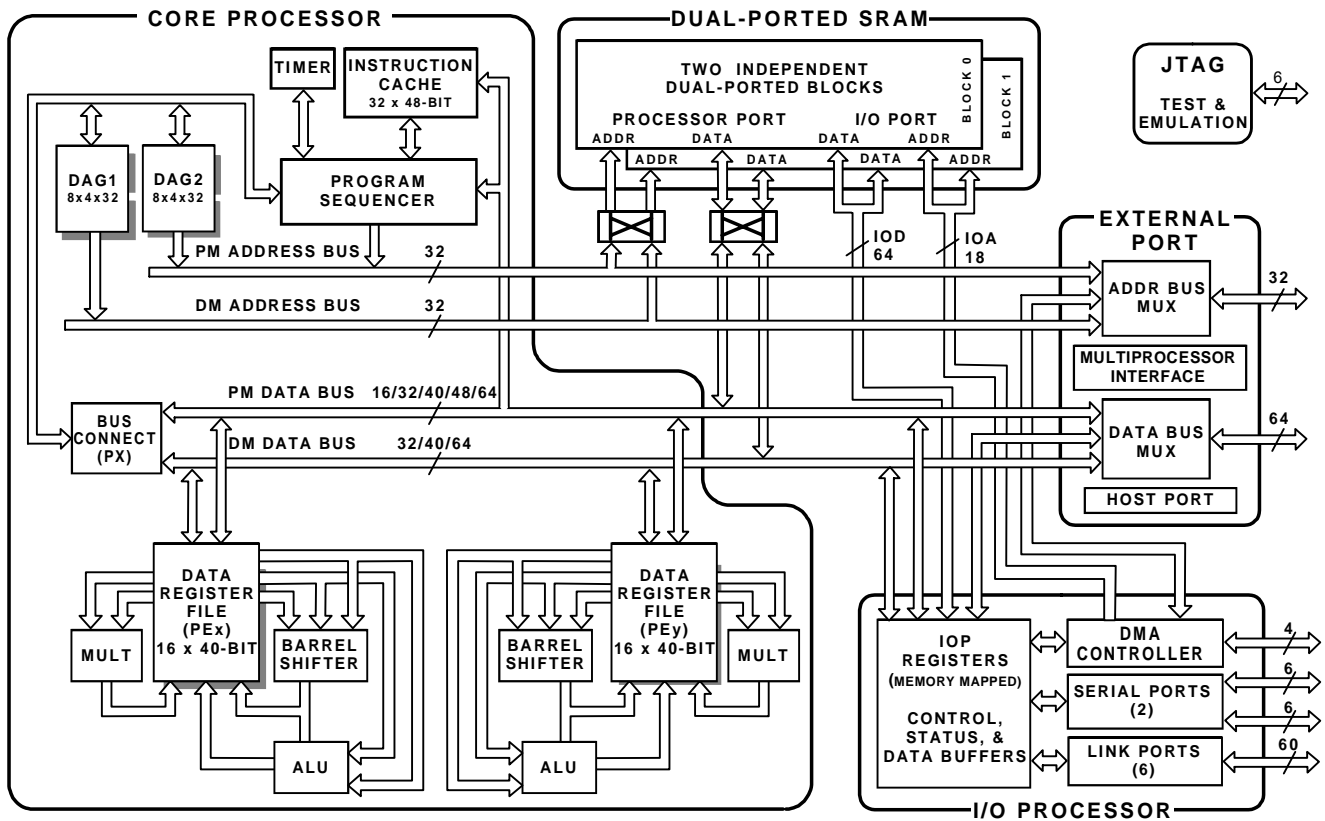 CORE PROCESSOR
TIMER
INSTRUCTION
CACHE
32 x 48-BIT
DAG1
8x4x32
DAG2
8x4x32
PROGRAM
SEQUENCER
PM ADDRESS BUS 32
DM ADDRESS BUS 32
PM DATA BUS 16/32/40/48/64
BUS
CONNECT
(PX)
DM DATA BUS 32/40/64
DATA
REGISTER
FILE
(PEx)
16 x 40-BIT
MULT
BARREL
SHIFTER
ALU
DATA
REGISTER
FILE
(PEy)
16 x 40-BIT
BARREL
SHIFTER
MULT
ALU
DUAL-PORTED SRAM
TWO INDEPENDENT
DUAL-PORTED BLOCKS
PROCESSOR PORT I/O PORT
ADDR DATA DATA ADDR
ADDR DATA DATA ADDR
BLOCK 0
BLOCK 1
IOD
64
IOA
18
JTAG
TEST &
EMULATION
6
EXTERNAL
PORT
ADDR BUS
MUX
32
MULTIPROCESSOR
INTERFACE
DATA BUS
MUX
64
HOST PORT
IOP
REGISTERS
(MEMORY MAPPED)
CONTROL,
STATUS, &
DATA BUFFERS
DMA
CONTROLLER
4
SERIAL PORTS
(2)
6
6
LINK PORTS
(6)
60
I/O PROCESSOR